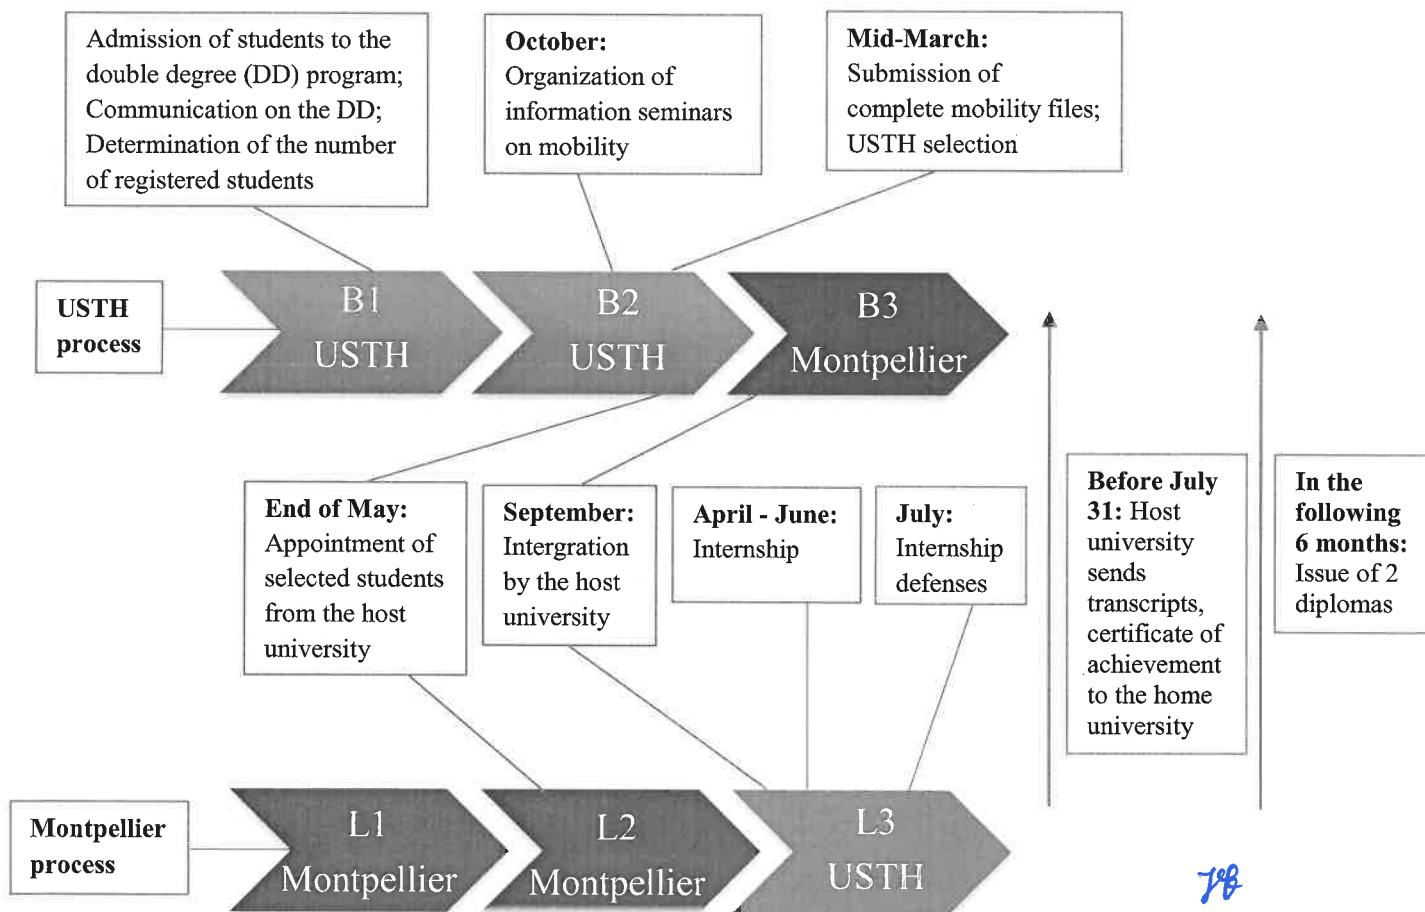 Admission of students to the
double degree (DD) program;
Communication on the DD;
Determination of the number
of registered students
October:
Organization of
information seminars
on mobility
Mid-March:
Submission of
complete mobility files;
USTH selection
USTH
process
B1
USTH
B2
USTH
B3
Montpellier
End of May:
Appointment of
selected students
from the host
university
September:
Intergration
by the host
university
April - June:
Internship
July:
Internship
defenses
Before July
31: Host
university
sends
transcripts,
certificate of
achievement
to the home
university
In the
following
6 months:
Issue of 2
diplomas
Montpellier
process
L1
Montpellier
L2
Montpellier
L3
USTH